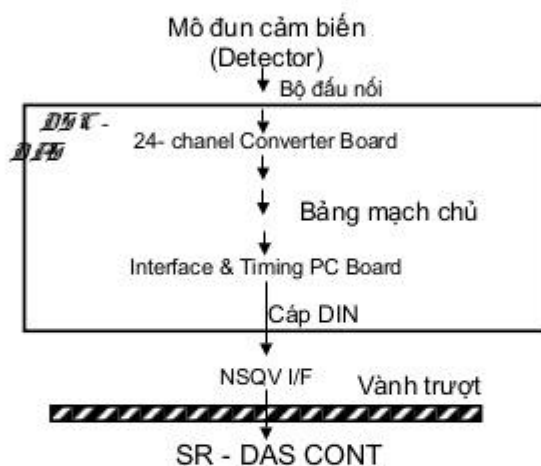 Mô đun cảm biến
(Detector)
Bộ đấu nối
24- chanel Converter Board
Bảng mạch chủ
Interface & Timing PC Board
Cáp DIN
NSQV I/F
Vành trượt
SR - DAS CONT